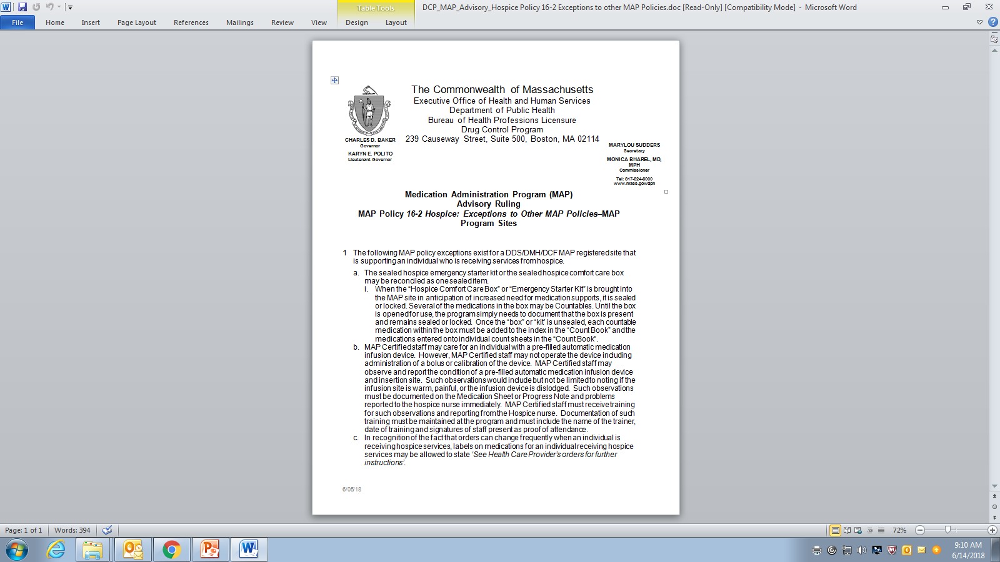 DCP_MAP_Advisory_Hospice Policy 16-2 Exceptions to other MAP Policies.doc [Read-Only] [Compatibility Mode] - Microsoft Word
Table Tools
File Home Insert Page Layout References Mailings Review View Design Layout
The Commonwealth of Massachusetts
Executive Office of Health and Human Services
Department of Public Health
Bureau of Health Professions Licensure
Drug Control Program
239 Causeway Street, Suite 500, Boston, MA 02114
CHARLES D. BAKER
Governor
KARYN E. POLITO
Lieutenant Governor
MARYLOU SUDDERS
Secretary
MONICA BHAREL, MD,
MPH
Commissioner
Tel: 617-624-6000
www.mass.gov/dph
Medication Administration Program (MAP)
Advisory Ruling
MAP Policy 16-2 Hospice: Exceptions to Other MAP Policies–MAP
Program Sites
1 The following MAP policy exceptions exist for a DDS/DMH/DCF MAP registered site that
is supporting an individual who is receiving services from hospice.
a. The sealed hospice emergency starter kit or the sealed hospice comfort care box
may be reconciled as one sealed item.
i. When the “Hospice Comfort Care Box” or “Emergency Starter Kit” is brought into
the MAP site in anticipation of increased need for medication supports, it is sealed
or locked. Several of the medications in the box may be Countables. Until the box
is opened for use, the program simply needs to document that the box is present
and remains sealed or locked. Once the “box” or “kit’ is unsealed, each countable
medication within the box must be added to the index in the “Count Book” and the
medications entered onto individual count sheets in the “Count Book”.
b. MAP Certified staff may care for an individual with a pre-filled automatic medication
infusion device. However, MAP Certified staff may not operate the device including
administration of a bolus or calibration of the device. MAP Certified staff may
observe and report the condition of a pre-filled automatic medication infusion device
and insertion site. Such observations would include but not be limited to noting if the
infusion site is warm, painful, or the infusion device is dislodged. Such observations
must be documented on the Medication Sheet or Progress Note and problems
reported to the hospice nurse immediately. MAP Certified staff must receive training
for such observations and reporting from the Hospice nurse. Documentation of such
training must be maintained at the program and must include the name of the trainer,
date of training and signatures of staff present as proof of attendance.
c. In recognition of the fact that orders can change frequently when an individual is
receiving hospice services, labels on medications for an individual receiving hospice
services may be allowed to state ‘See Health Care Provider’s orders for further
instructions’.
6/05/18
Page: 1 of 1 Words: 394 72%
9:10 AM
6/14/2018